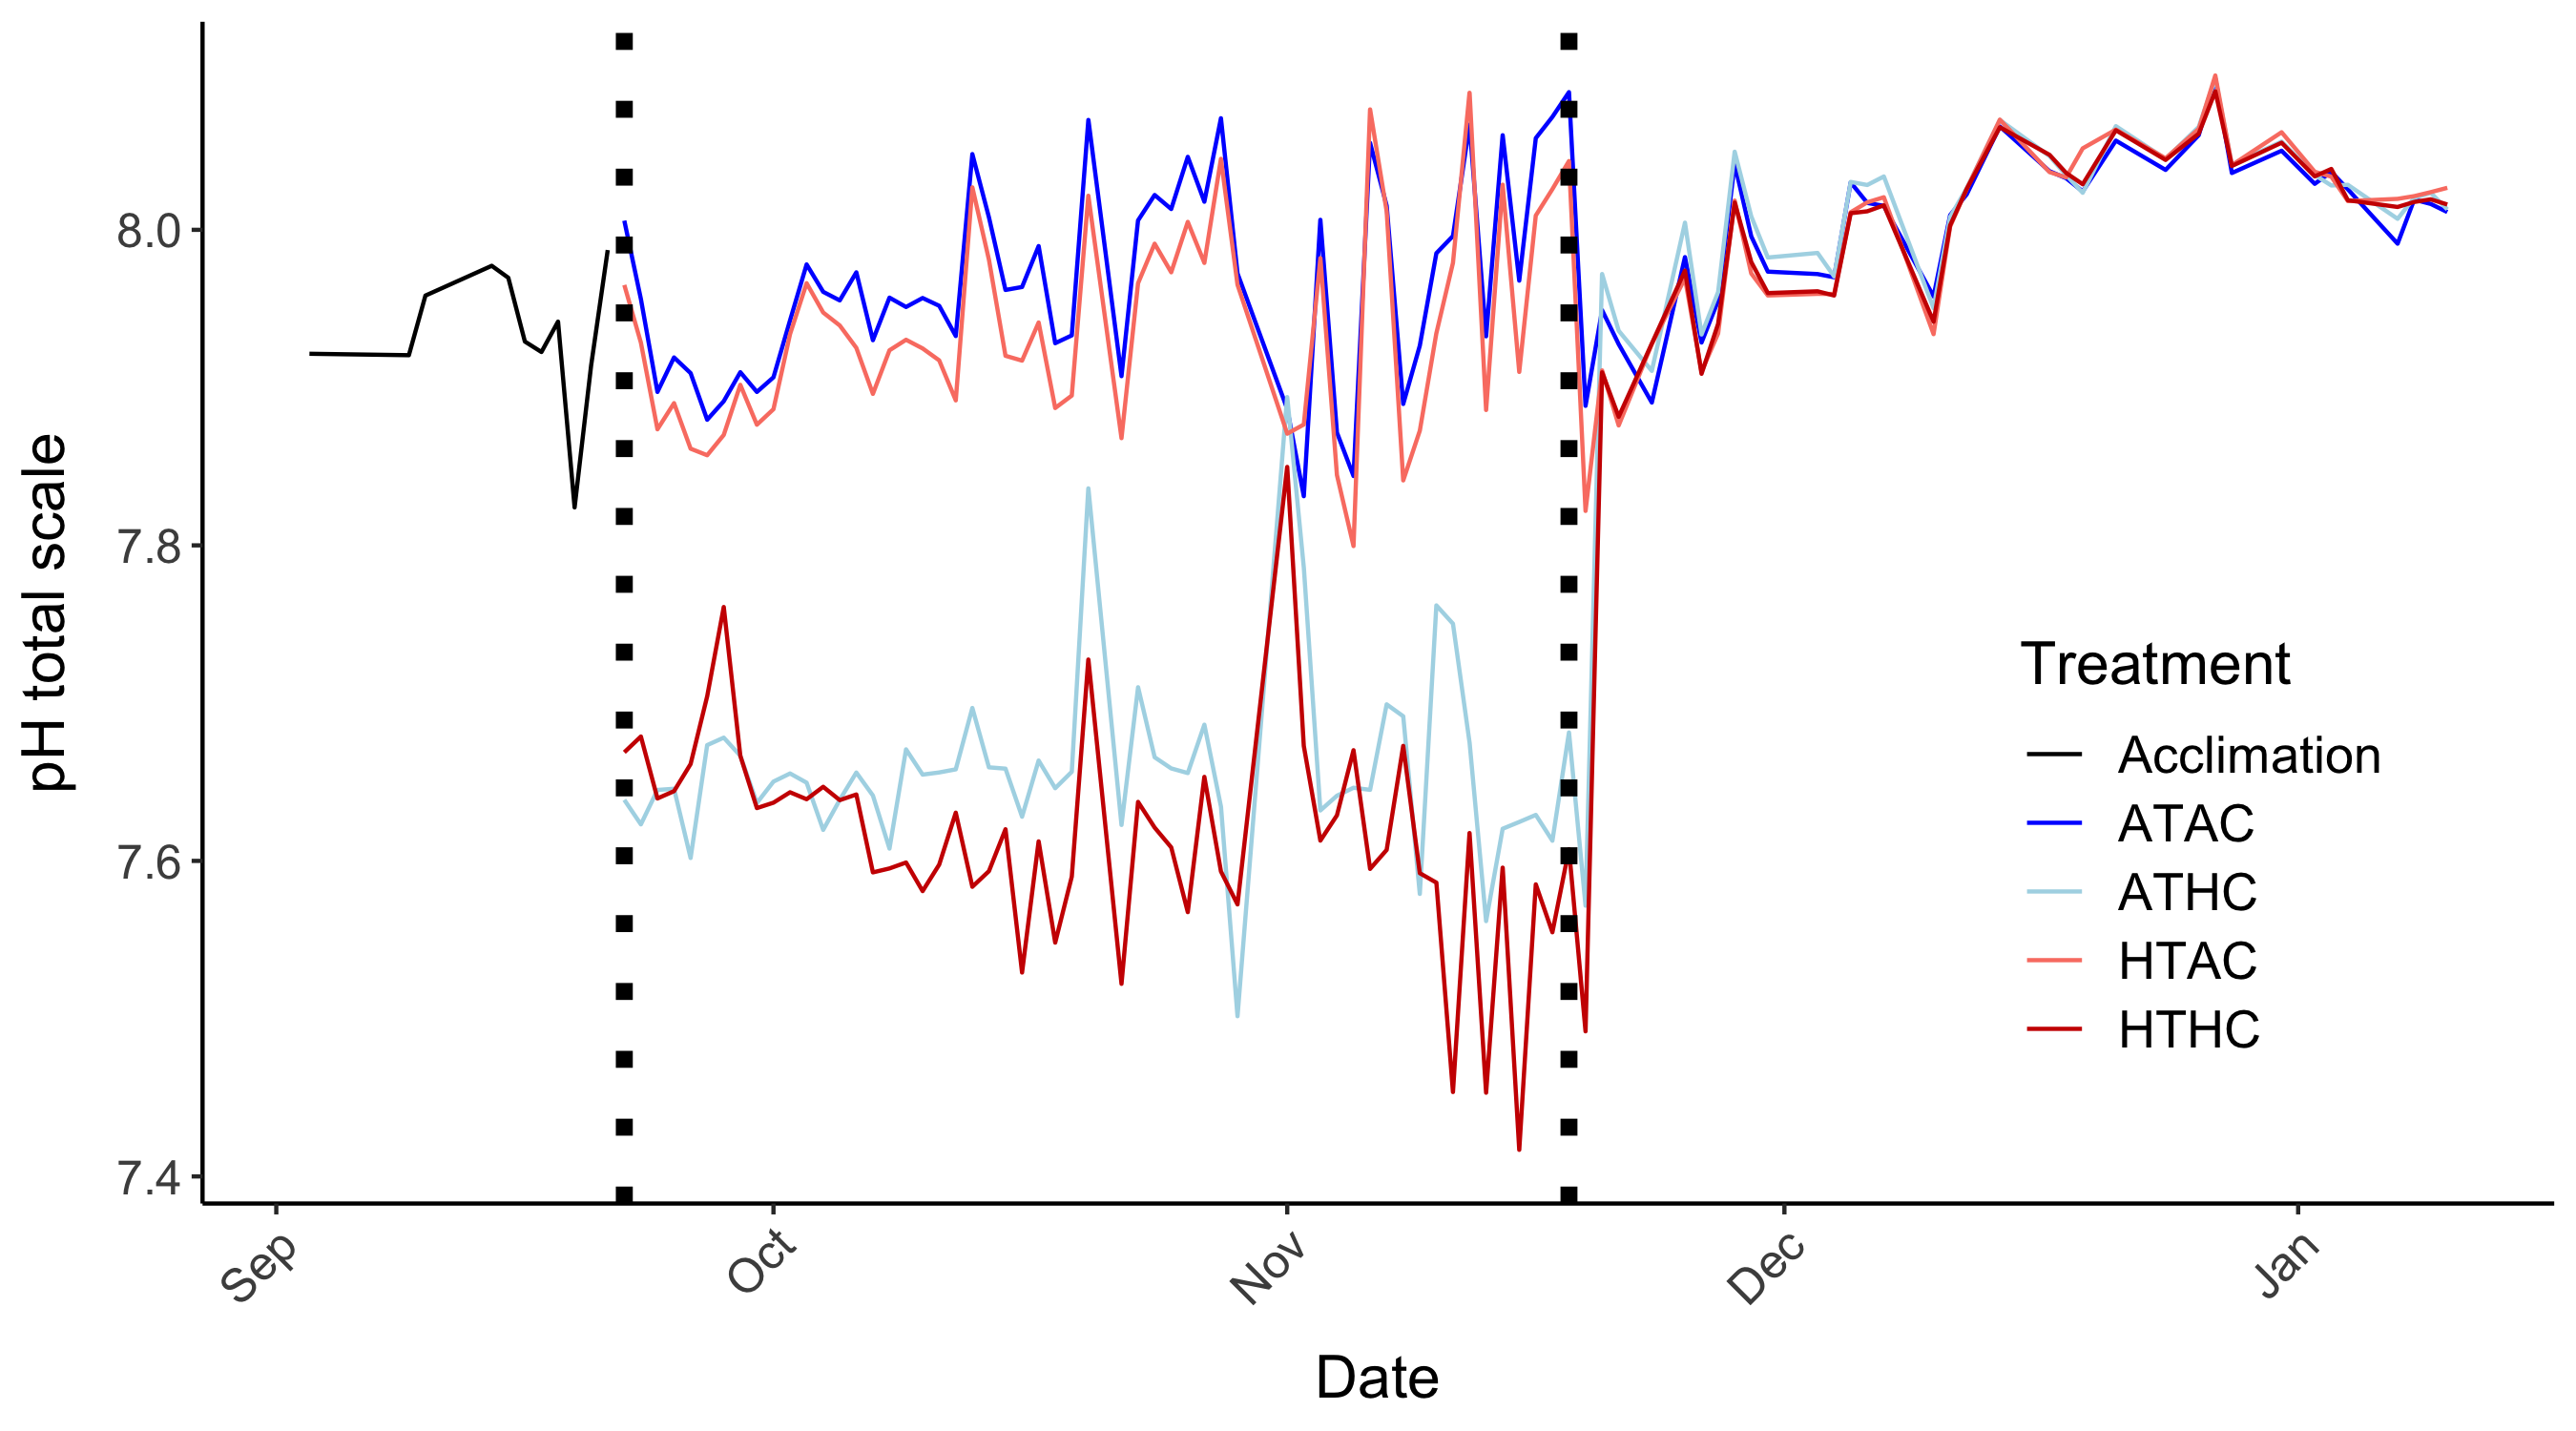 pH total scale
8.0
7.8
7.6
7.4
Sep
Oct
Nov
Dec
Jan
Date
Treatment
Acclimation
ATAC
ATHC
HTAC
HTHC